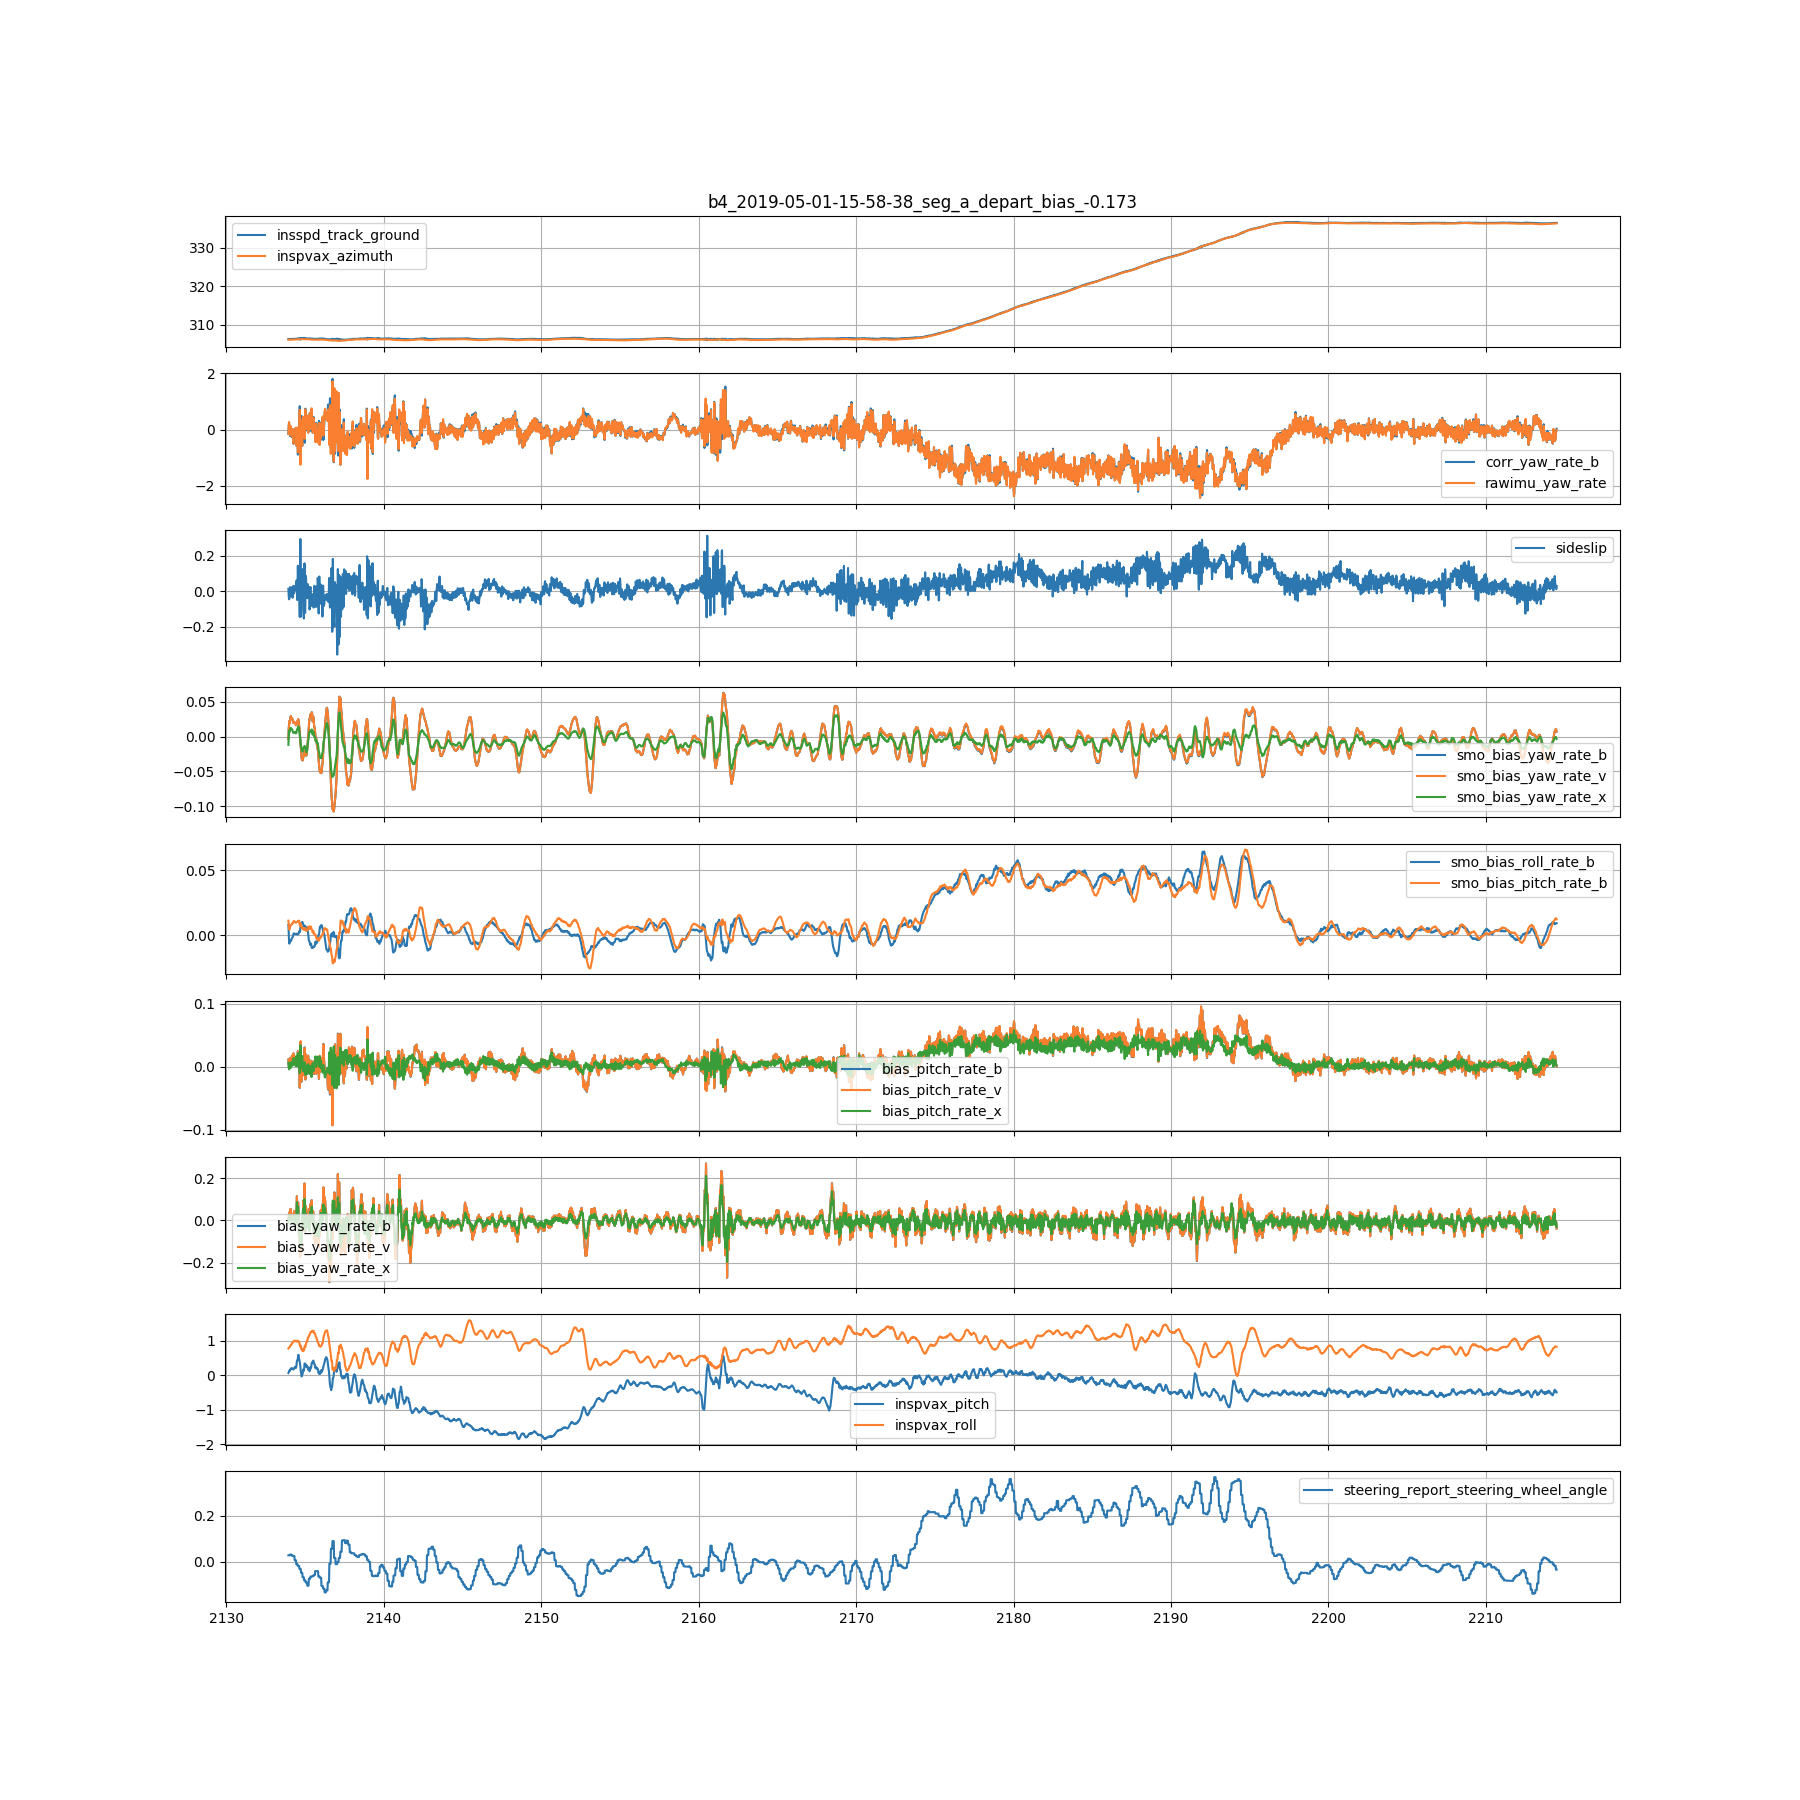 b4_2019-05-01-15-58-38_seg_a_depart_bias_-0.173
insspd_track_ground
inspvax_azimuth
330
320
310
2
0
−2
corr_yaw_rate_b
rawimu_yaw_rate
0.2
0.0
−0.2
sideslip
0.05
0.00
−0.05
−0.10
smo_bias_yaw_rate_b
smo_bias_yaw_rate_v
smo_bias_yaw_rate_x
0.05
0.00
smo_bias_roll_rate_b
smo_bias_pitch_rate_b
0.1
0.0
−0.1
bias_pitch_rate_b
bias_pitch_rate_v
bias_pitch_rate_x
0.2
0.0
−0.2
bias_yaw_rate_b
bias_yaw_rate_v
bias_yaw_rate_x
1
0
−1
−2
inspvax_pitch
inspvax_roll
0.2
0.0
steering_report_steering_wheel_angle
2130 2140 2150 2160 2170 2180 2190 2200 2210